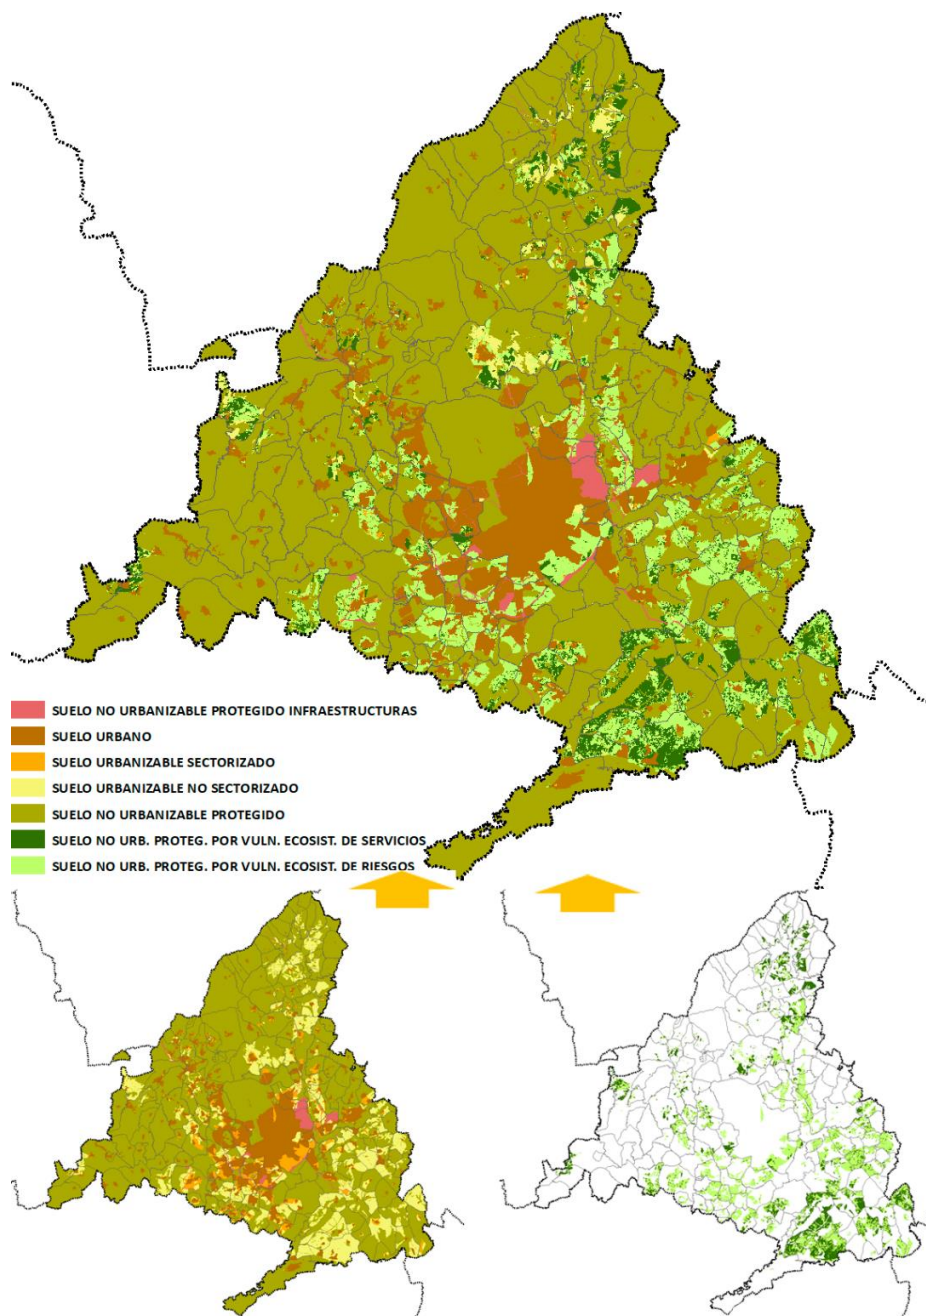 SUELO NO URBANIZABLE PROTEGIDO INFRAESTRUCTURAS
SUELO URBANO
SUELO URBANIZABLE SECTORIZADO
SUELO URBANIZABLE NO SECTORIZADO
SUELO NO URBANIZABLE PROTEGIDO
SUELO NO URB. PROTEG. POR VULN. ECOSIST. DE SERVICIOS
SUELO NO URB. PROTEG. POR VULN. ECOSIST. DE RIESGOS